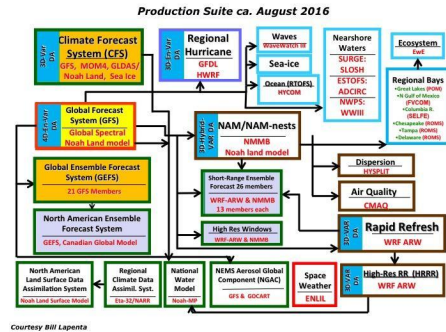 Production Suite ca. August 2016
3D-Var
DA
Climate Forecast
System (CFS)
GFS, MOM4, GLDAS/
Noah Land, Sea Ice
3D-En-Var
DA
Regional
Hurricane
GFDL
HWRF
Waves
WaveWatch III
Sea-ice
Ocean (RTOFS)
HYCOM
Nearshore
Waters
SURGE:
SLOSH
ESTOFS:
ADCIRC
NWPS:
WWIII
Ecosystem
EwE
Regional Bays
•Great Lakes (POM)
•N Gulf of Mexico
(FVCOM)
•Columbia R.
(SELFE)
•Chesapeake (ROMS)
•Tampa (ROMS)
•Delaware (ROMS)
4D-En-Var
DA
Global Forecast
System (GFS)
Global Spectral
Noah Land model
3D Hybrid
VAR DA
NAM/NAM-nests
NMMB
Noah land model
Global Ensemble Forecast
System (GEFS)
21 GFS Members
Short-Range Ensemble
Forecast 26 members
WRF-ARW & NMMB
13 members each
Dispersion
HYSPLIT
Air Quality
CMAQ
North American Ensemble
Forecast System
GEFS, Canadian Global Model
High Res Windows
WRF-ARW & NMMB
3D-VAR
DA
Rapid Refresh
WRF ARW
North American
Land Surface Data
Assimilation System
Noah Land Surface Model
Regional
Climate Data
Assimil. Syst.
Eta-32/NARR
National
Water
Model
Noah-MP
NEMS Aerosol Global
Component (NGAC)
GFS & GOCART
Space
Weather
ENLIL
3D-VAR
DA
High-Res RR (HRRR)
WRF ARW
Courtesy Bill Lapenta